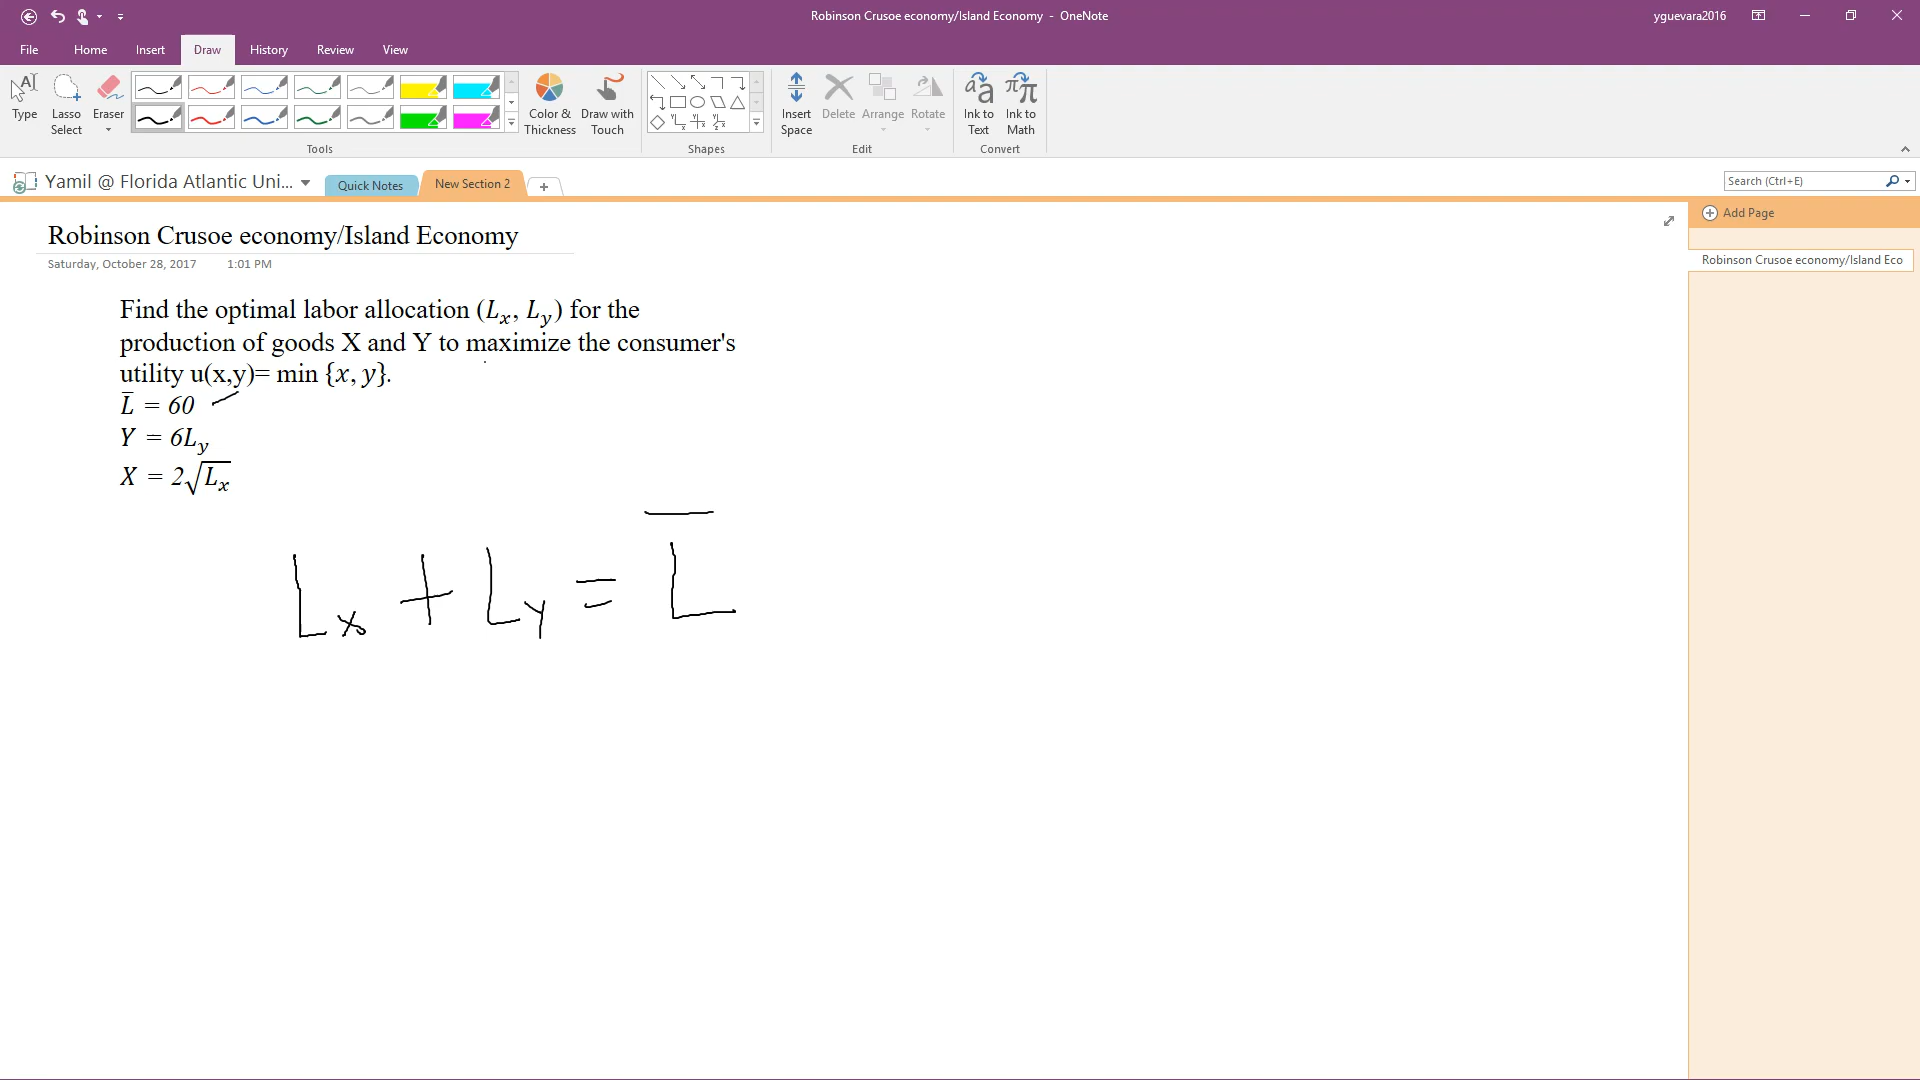 Robinson Crusoe economy/Island Economy - OneNote
yguevara2016
File Home Insert Draw History Review View
Type
Lasso Select
Eraser
Color & Thickness
Draw with Touch
Insert Space
Delete
Arrange
Rotate
Ink to Text
Ink to Math
Tools
Shapes
Edit
Convert
Yamil @ Florida Atlantic Uni...
Quick Notes
New Section 2
Search (Ctrl+E)
Add Page
Robinson Crusoe economy/Island Eco
Robinson Crusoe economy/Island Economy
Saturday, October 28, 2017 1:01 PM
Find the optimal labor allocation (Lₓ, L_y) for the
production of goods X and Y to maximize the consumer's
utility u(x,y)= min {x, y}.
L̅ = 60
Y = 6L_y
X = 2√Lₓ
Lₓ + L_y = L̅